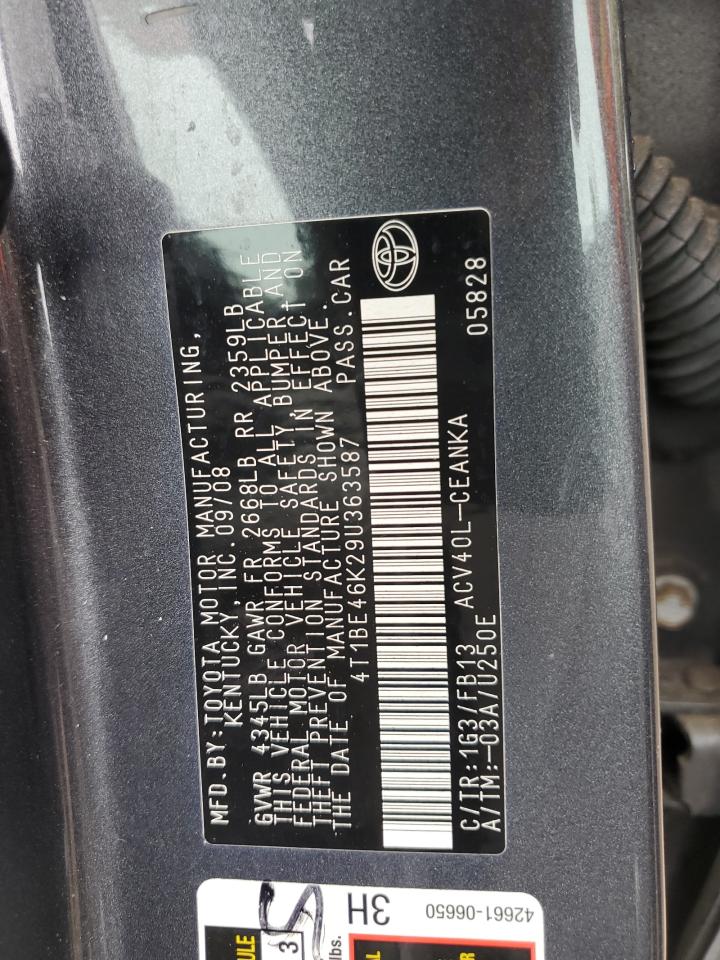 MFD.BY:TOYOTA MOTOR MANUFACTURING,
KENTUCKY, INC. 09/08
GVWR 4345LB GAWR FR 2668LB RR 2359LB
THIS VEHICLE CONFORMS TO ALL APPLICABLE
FEDERAL MOTOR VEHICLE SAFETY, BUMPER, AND
THEFT PREVENTION STANDARDS IN EFFECT ON
THE DATE OF MANUFACTURE SHOWN ABOVE.
4T1BE46K29U363587 PASS.CAR
C/TR:1G3/FB13 ACV40L-CEANKA 05828
A/TM:-03A/U250E
3H
42661-06650
3
lbs.